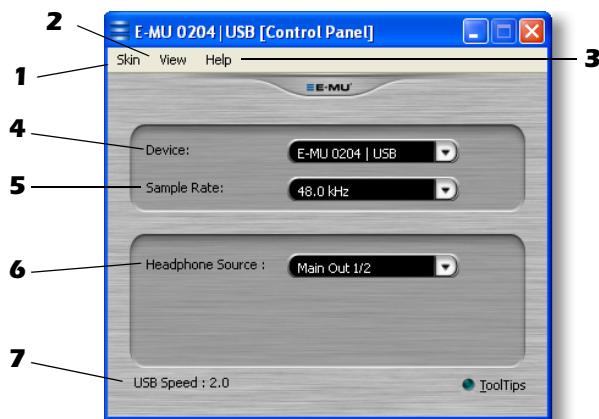 E-MU 0204 | USB [Control Panel]
2
Skin View Help
3
1
E-MU
4
Device: E-MU 0204 | USB
5
Sample Rate: 48.0 kHz
6
Headphone Source : Main Out 1/2
7
USB Speed : 2.0 ToolTips